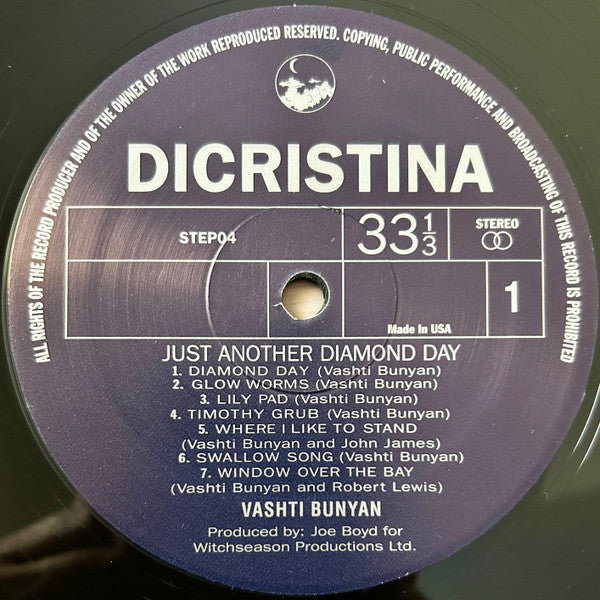 ALL RIGHTS OF THE RECORD PRODUCER AND OF THE OWNER OF THE WORK REPRODUCED RESERVED. COPYING, PUBLIC PERFORMANCE AND BROADCASTING OF THIS RECORD IS PROHIBITED
DICRISTINA
STEP04
33 1/3
STEREO
Made In USA
1
JUST ANOTHER DIAMOND DAY
1. DIAMOND DAY (Vashti Bunyan)
2. GLOW WORMS (Vashti Bunyan)
3. LILY PAD (Vashti Bunyan)
4. TIMOTHY GRUB (Vashti Bunyan)
5. WHERE I LIKE TO STAND
(Vashti Bunyan and John James)
6. SWALLOW SONG (Vashti Bunyan)
7. WINDOW OVER THE BAY
(Vashti Bunyan and Robert Lewis)
VASHTI BUNYAN
Produced by: Joe Boyd for
Witchseason Productions Ltd.